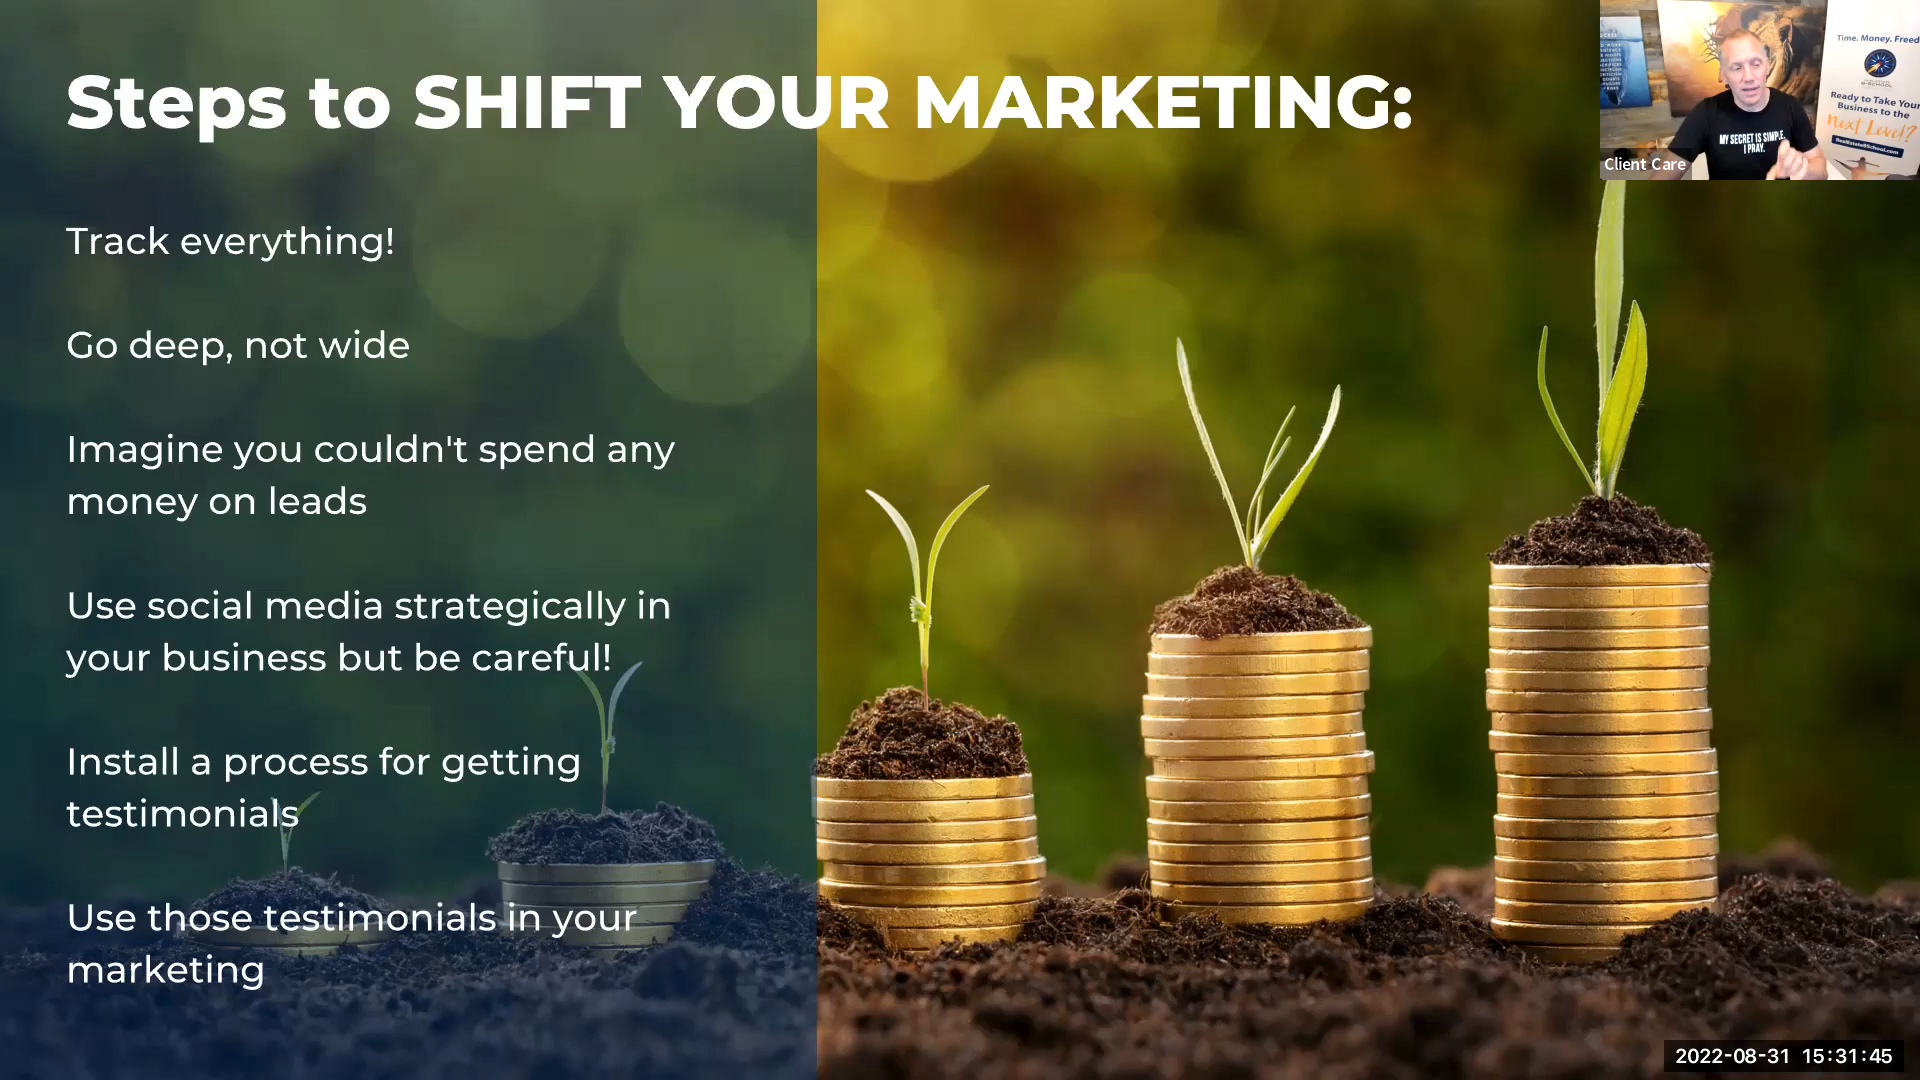 Steps to SHIFT YOUR MARKETING:
Track everything!
Go deep, not wide
Imagine you couldn't spend any
money on leads
Use social media strategically in
your business but be careful!
Install a process for getting
testimonials
Use those testimonials in your
marketing
MY SECRET IS SIMPLE.
I PRAY.
Client Care
Time. Money. Freed
B-SCHOOL
Ready to Take Your
Business to the
Next Level?
RealEstateBSchool.com
2022-08-31 15:31:45